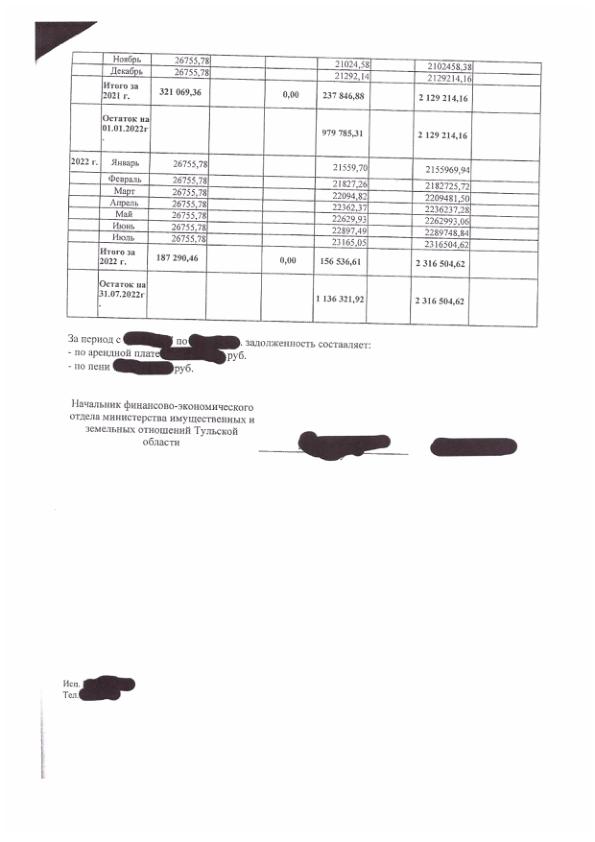 Ноябрь 26755,78 21024,58 2102458,38
Декабрь 26755,78 21292,14 2129214,16
Итого за
2021 г. 321 069,36 0,00 237 846,88 2 129 214,16
Остаток на
01.01.2022г 979 785,31 2 129 214,16
.
2022 г. Январь 26755,78 21559,70 2155969,94
Февраль 26755,78 21827,26 2182725,72
Март 26755,78 22094,82 2209481,50
Апрель 26755,78 22362,37 2236237,28
Май 26755,78 22629,93 2262993,06
Июнь 26755,78 22897,49 2289748,84
Июль 26755,78 23165,05 2316504,62
Итого за
2022 г. 187 290,46 0,00 156 536,61 2 316 504,62
Остаток на
31.07.2022г 1 136 321,92 2 316 504,62
.
За период с по . задолженность составляет:
- по арендной плате руб.
- по пени руб.
Начальник финансово-экономического
отдела министерства имущественных и
земельных отношений Тульской
области
Исп.
Тел.